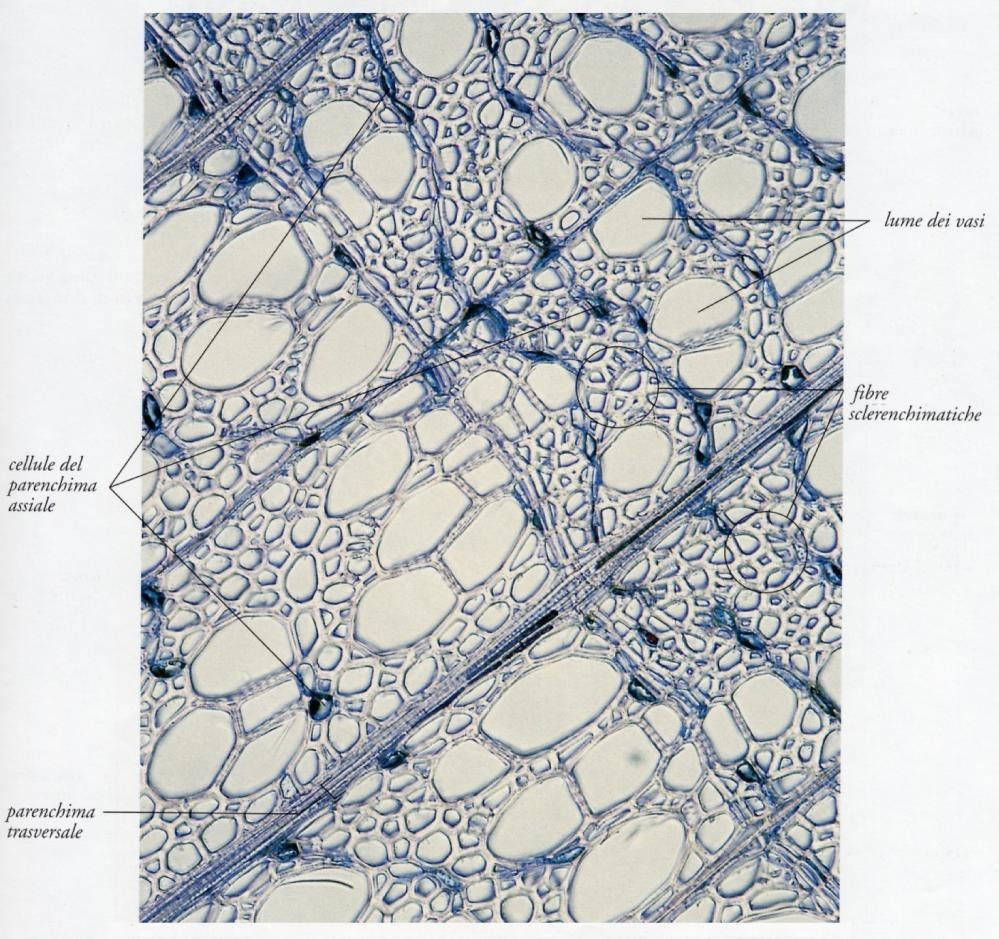 lume dei vasi
fibre
sclerenchimatiche
cellule del
parenchima
assiale
parenchima
trasversale